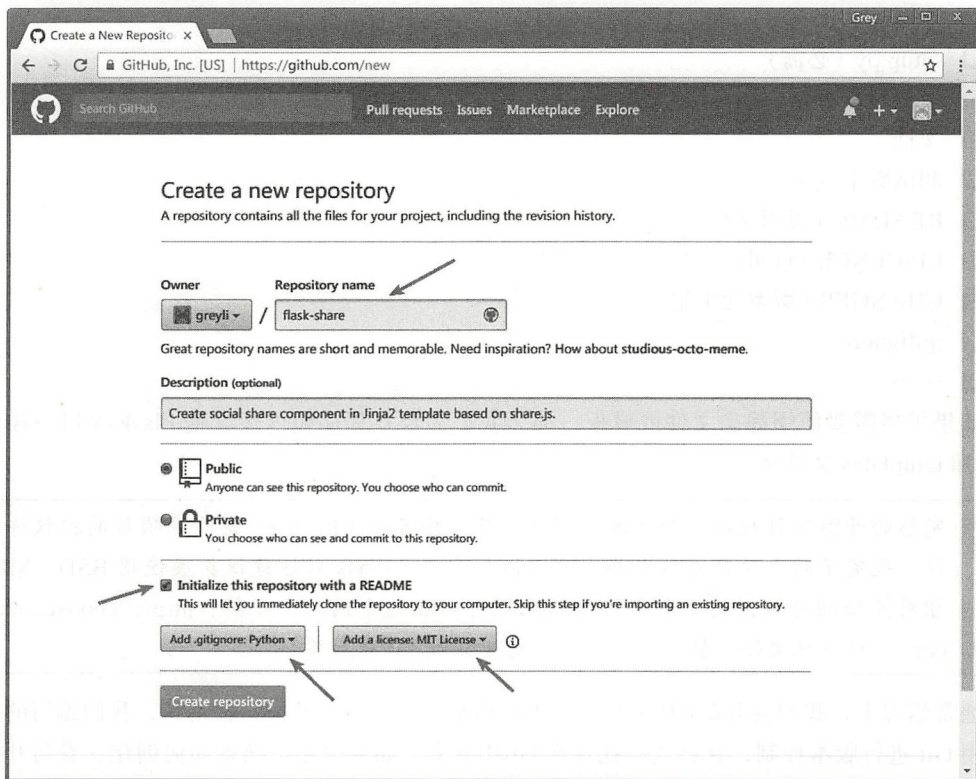 Grey
Create a New Reposito
GitHub, Inc. [US] | https://github.com/new
Search GitHub
Pull requests Issues Marketplace Explore
Create a new repository
A repository contains all the files for your project, including the revision history.
Owner Repository name
greyli / flask-share
Great repository names are short and memorable. Need inspiration? How about studious-octo-meme.
Description (optional)
Create social share component in Jinja2 template based on share.js.
Public
Anyone can see this repository. You choose who can commit.
Private
You choose who can see and commit to this repository.
Initialize this repository with a README
This will let you immediately clone the repository to your computer. Skip this step if you're importing an existing repository.
Add .gitignore: Python Add a license: MIT License
Create repository